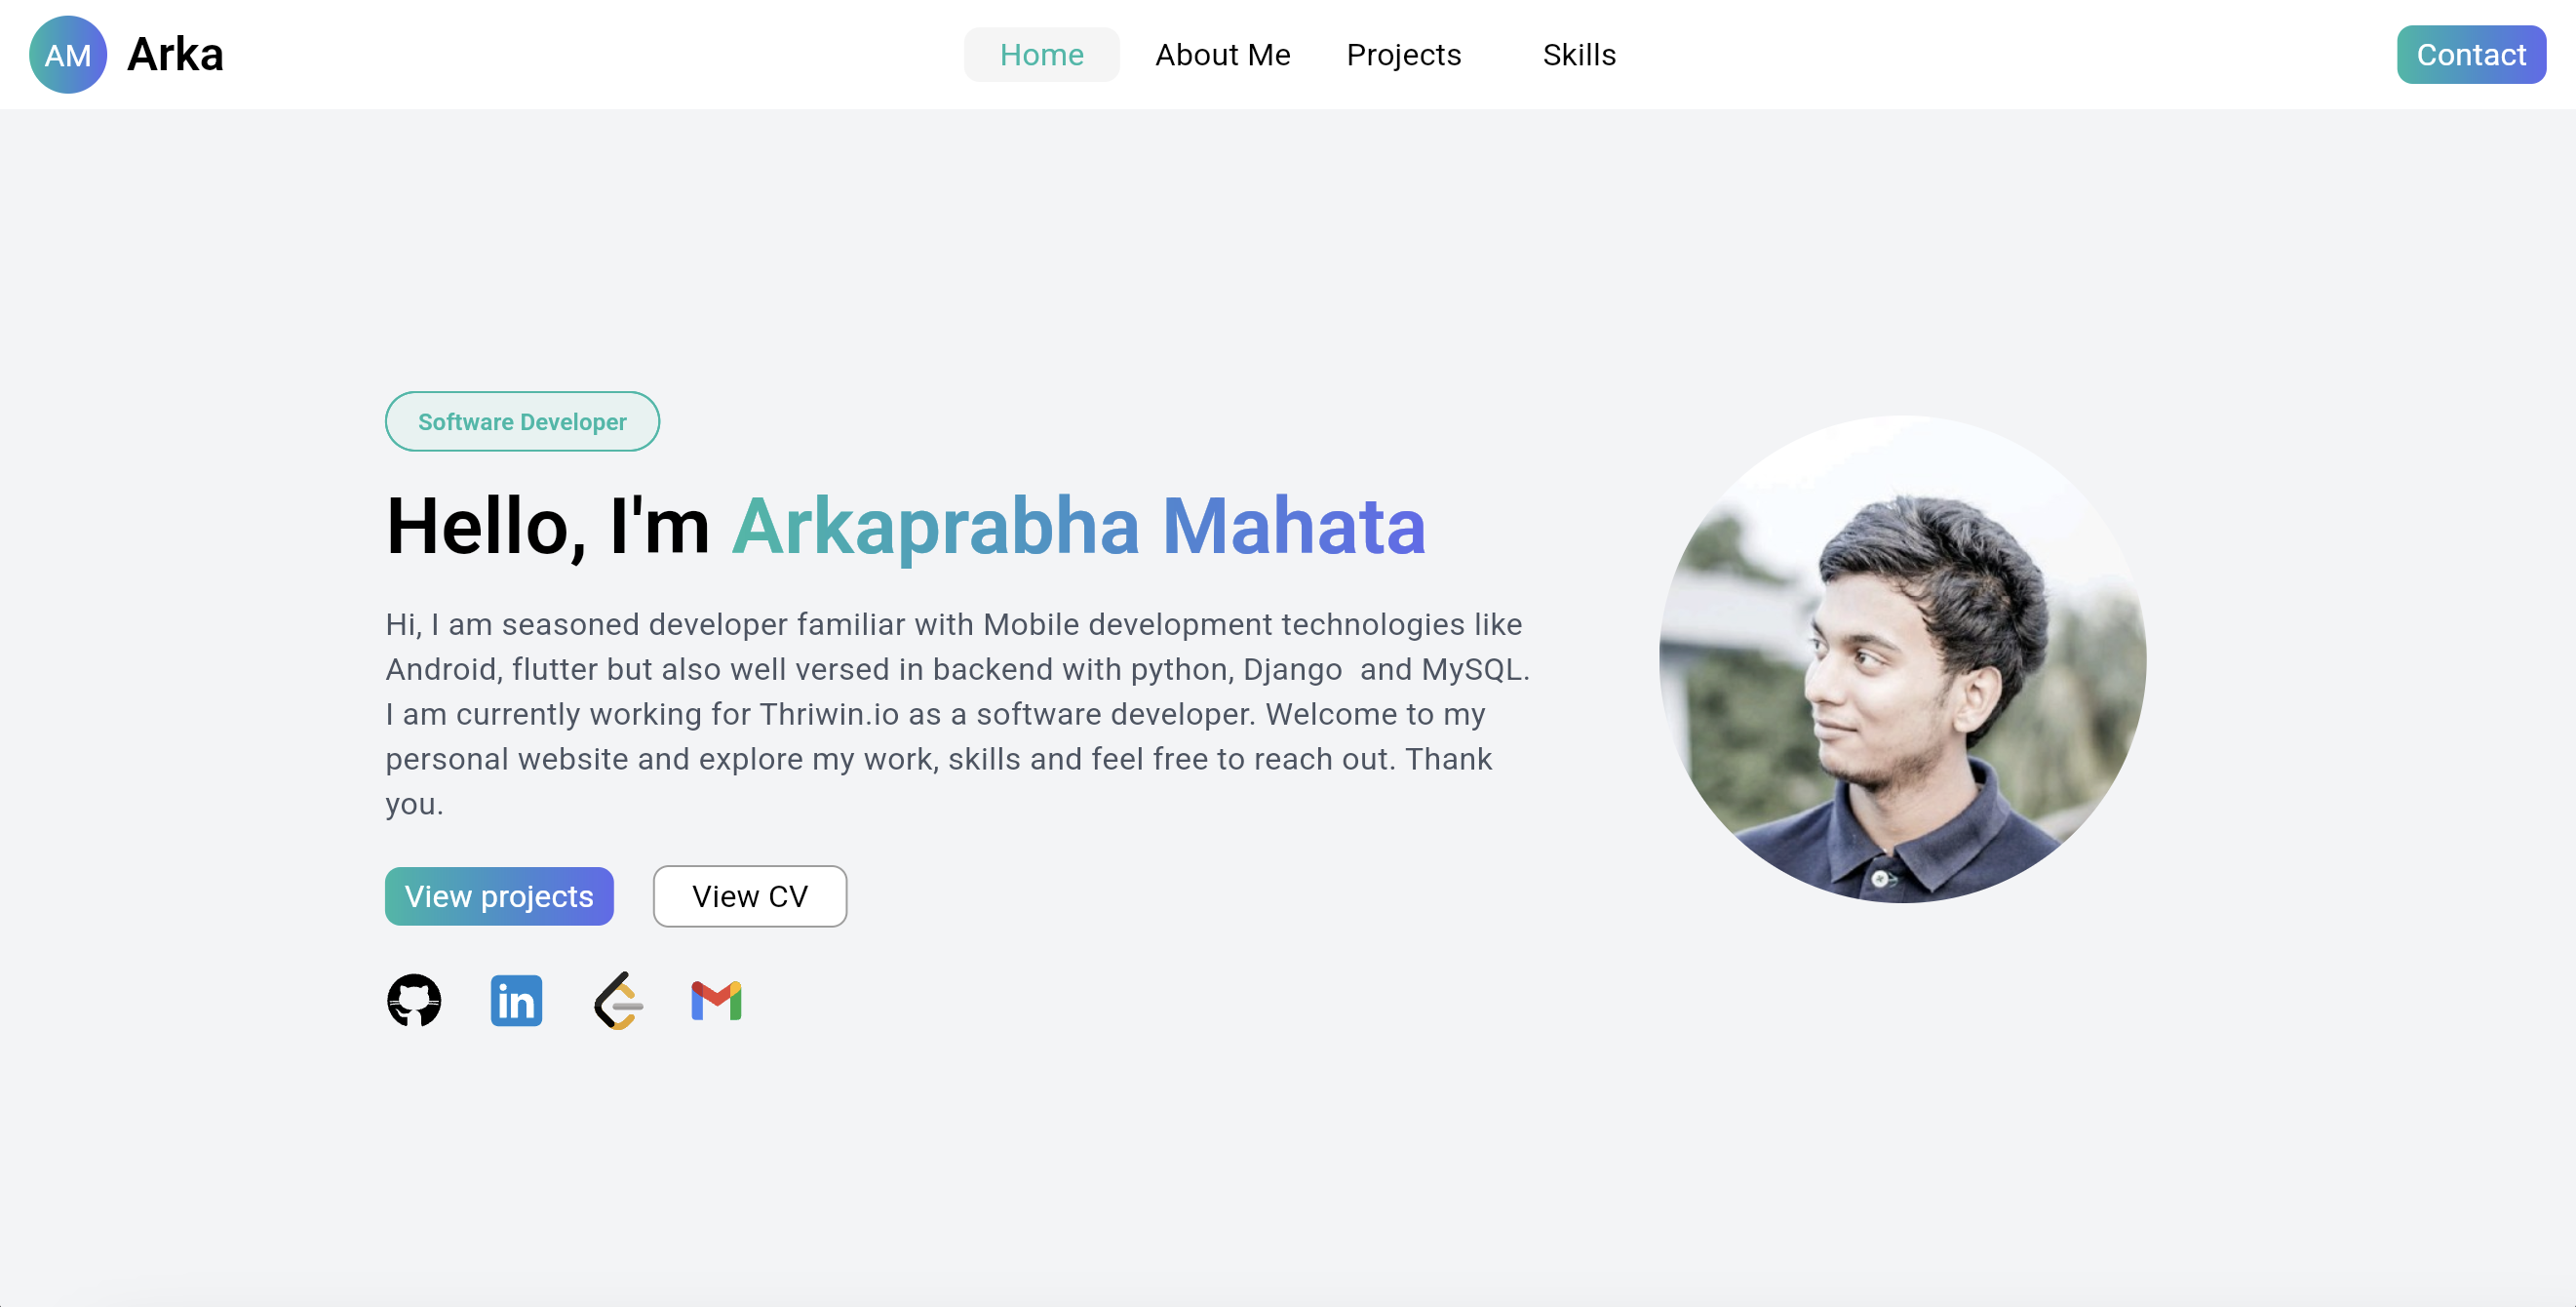 AM Arka Home About Me Projects Skills Contact
Software Developer
Hello, I'm Arkaprabha Mahata
Hi, I am seasoned developer familiar with Mobile development technologies like
Android, flutter but also well versed in backend with python, Django  and MySQL.
I am currently working for Thriwin.io as a software developer. Welcome to my
personal website and explore my work, skills and feel free to reach out. Thank
you.
View projects View CV
in